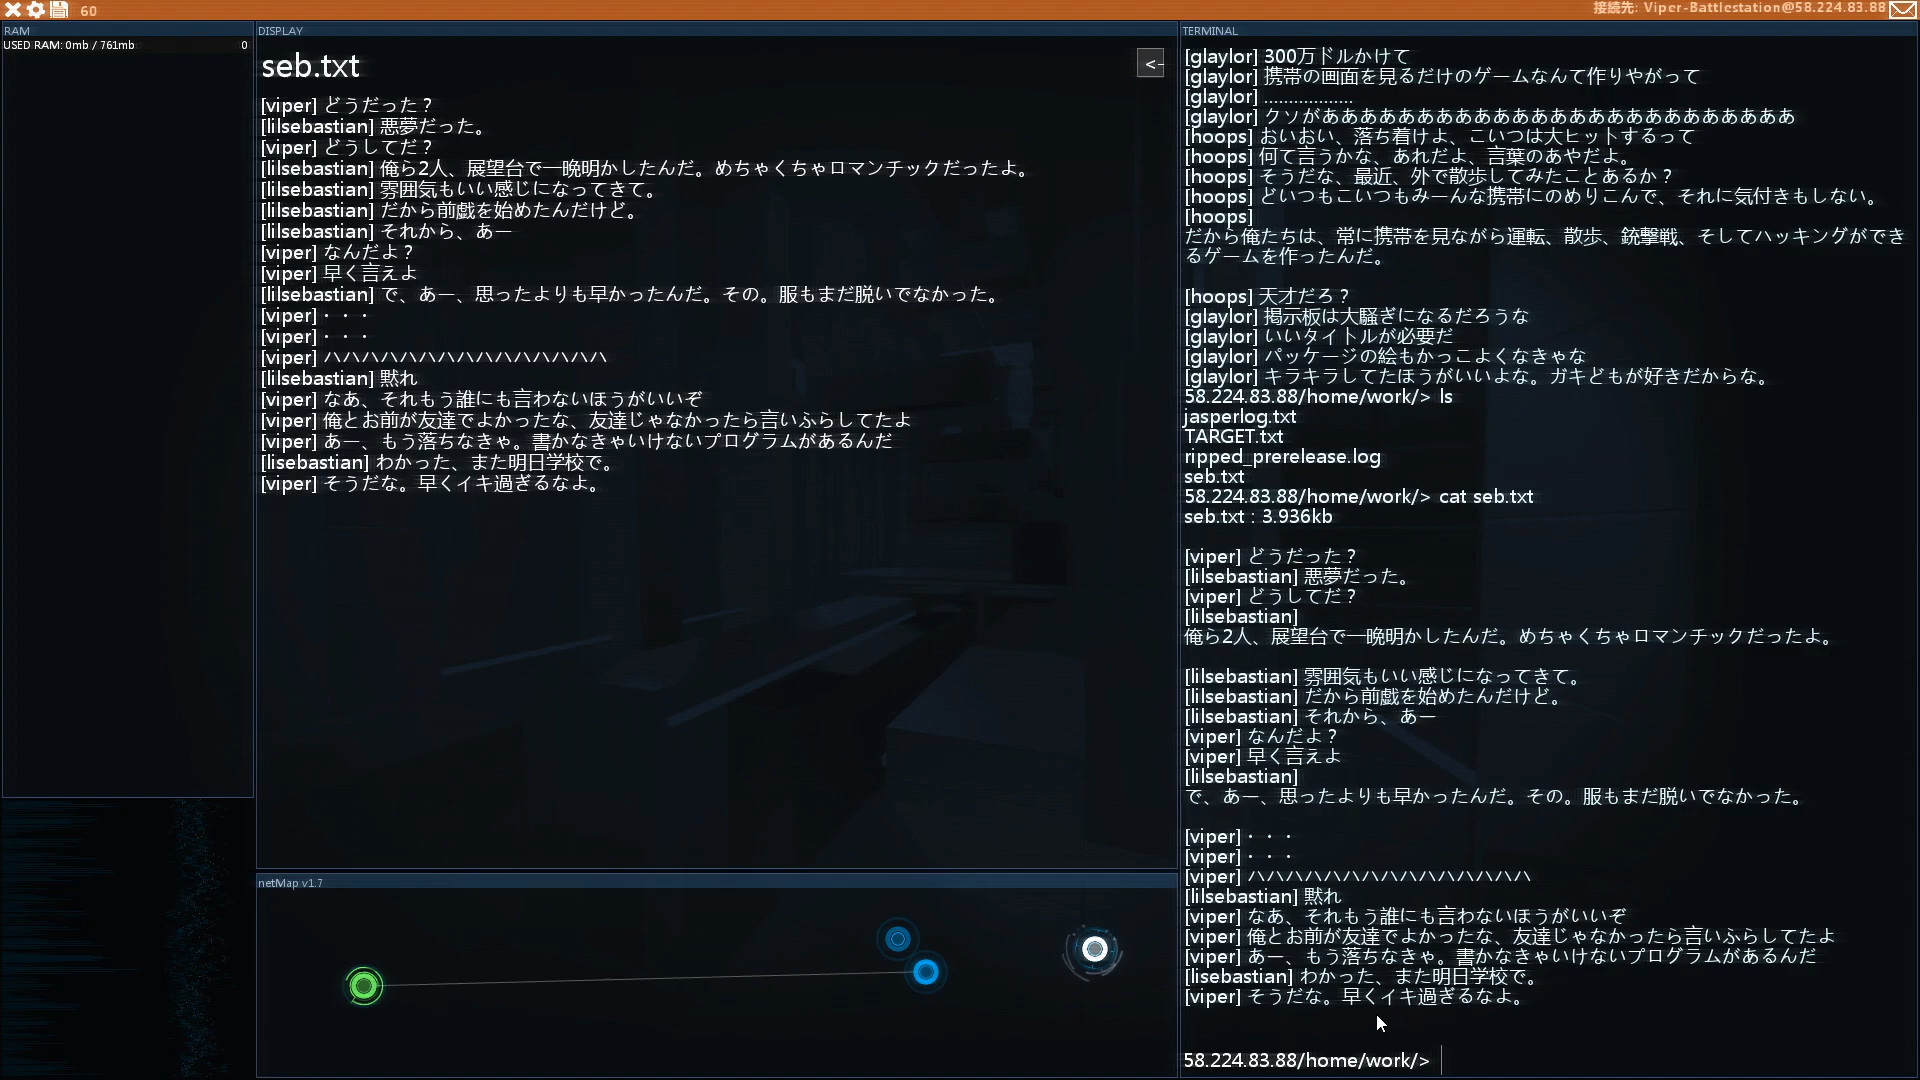 60
接続先: Viper-Battlestation@58.224.83.88
RAM
USED RAM: 0mb / 761mb 0
DISPLAY
seb.txt
<-
[viper] どうだった？
[lilsebastian] 悪夢だった。
[viper] どうしてだ？
[lilsebastian] 俺ら2人、展望台で一晩明かしたんだ。めちゃくちゃロマンチックだったよ。
[lilsebastian] 雰囲気もいい感じになってきて。
[lilsebastian] だから前戯を始めたんだけど。
[lilsebastian] それから、あー
[viper] なんだよ？
[viper] 早く言えよ
[lilsebastian] で、あー、思ったよりも早かったんだ。その。服もまだ脱いでなかった。
[viper]・・・
[viper]・・・
[viper] ハハハハハハハハハハハハハハハ
[lilsebastian] 黙れ
[viper] なあ、それもう誰にも言わないほうがいいぞ
[viper] 俺とお前が友達でよかったな、友達じゃなかったら言いふらしてたよ
[viper] あー、もう落ちなきゃ。書かなきゃいけないプログラムがあるんだ
[lisebastian] わかった、また明日学校で。
[viper] そうだな。早くイキ過ぎるなよ。
netMap v1.7
TERMINAL
[glaylor] 300万ドルかけて
[glaylor] 携帯の画面を見るだけのゲームなんて作りやがって
[glaylor] ..................
[glaylor] クソがあああああああああああああああああああああああああ
[hoops] おいおい、落ち着けよ、こいつは大ヒットするって
[hoops] 何て言うかな、あれだよ、言葉のあやだよ。
[hoops] そうだな、最近、外で散歩してみたことあるか？
[hoops] どいつもこいつもみーんな携帯にのめりこんで、それに気付きもしない。
[hoops]
だから俺たちは、常に携帯を見ながら運転、散歩、銃撃戦、そしてハッキングができ
るゲームを作ったんだ。
[hoops] 天才だろ？
[glaylor] 掲示板は大騒ぎになるだろうな
[glaylor] いいタイトルが必要だ
[glaylor] パッケージの絵もかっこよくなきゃな
[glaylor] キラキラしてたほうがいいよな。ガキどもが好きだからな。
58.224.83.88/home/work/> ls
jasperlog.txt
TARGET.txt
ripped_prerelease.log
seb.txt
58.224.83.88/home/work/> cat seb.txt
seb.txt : 3.936kb
[viper] どうだった？
[lilsebastian] 悪夢だった。
[viper] どうしてだ？
[lilsebastian]
俺ら2人、展望台で一晩明かしたんだ。めちゃくちゃロマンチックだったよ。
[lilsebastian] 雰囲気もいい感じになってきて。
[lilsebastian] だから前戯を始めたんだけど。
[lilsebastian] それから、あー
[viper] なんだよ？
[viper] 早く言えよ
[lilsebastian]
で、あー、思ったよりも早かったんだ。その。服もまだ脱いでなかった。
[viper]・・・
[viper]・・・
[viper] ハハハハハハハハハハハハハハハ
[lilsebastian] 黙れ
[viper] なあ、それもう誰にも言わないほうがいいぞ
[viper] 俺とお前が友達でよかったな、友達じゃなかったら言いふらしてたよ
[viper] あー、もう落ちなきゃ。書かなきゃいけないプログラムがあるんだ
[lisebastian] わかった、また明日学校で。
[viper] そうだな。早くイキ過ぎるなよ。
58.224.83.88/home/work/>